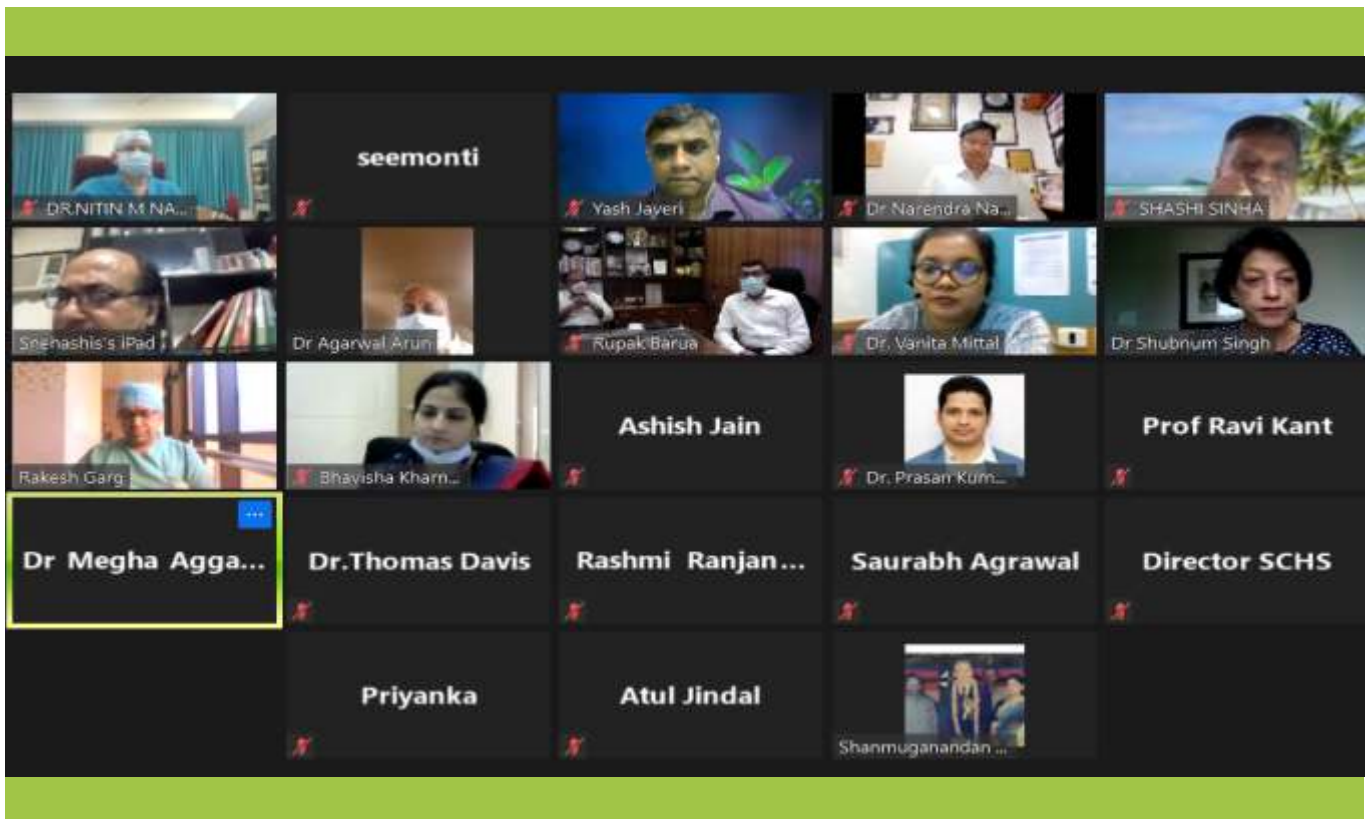 DR.NITIN M NA...
seemonti
Yash Javeri
Dr Narendra Na...
SHASHI SINHA
Snehashis's iPad
Dr Agarwal Arun
Rupak Barua
Dr. Vanita Mittal
Dr Shubnum Singh
Rakesh Garg
Bhavisha Kham...
Ashish Jain
Dr. Prasan Kum...
Prof Ravi Kant
Dr Megha Agga...
Dr.Thomas Davis
Rashmi Ranjan...
Saurabh Agrawal
Director SCHS
Priyanka
Atul Jindal
Shanmuganandan ...